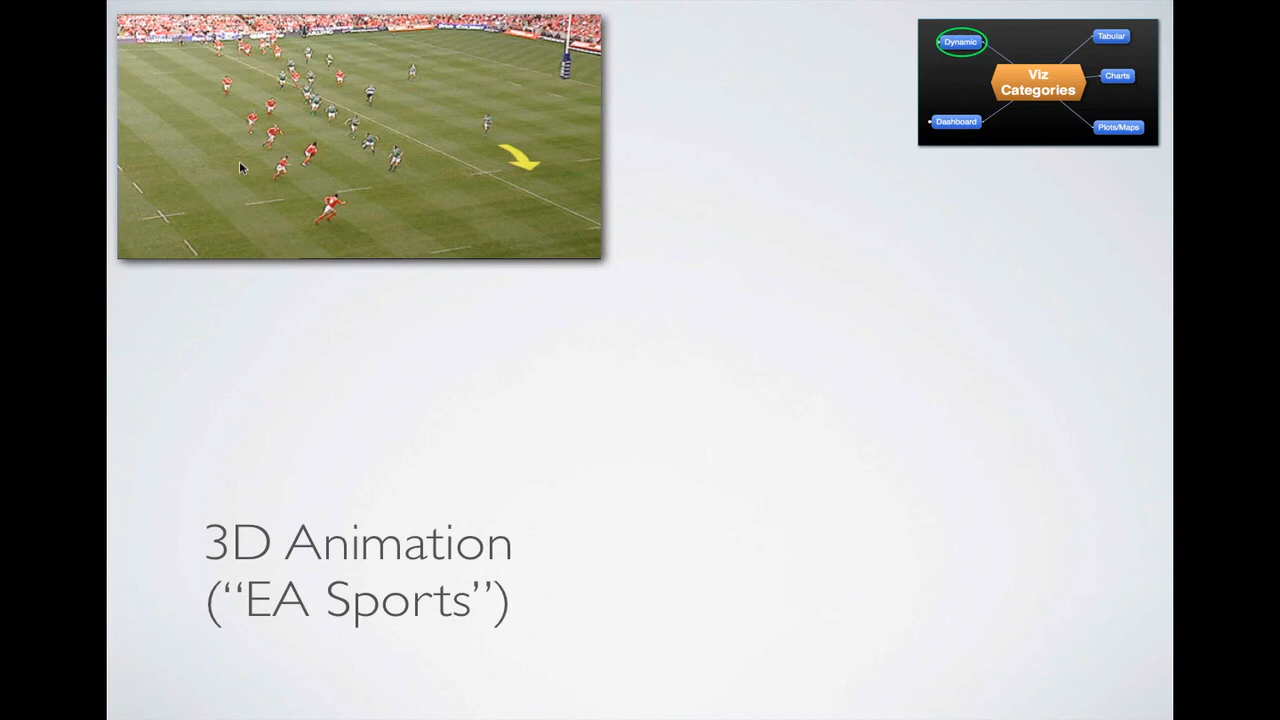 Dynamic
Tabular
Viz
Categories
Charts
Dashboard
Plots/Maps
3D Animation
(“EA Sports”)